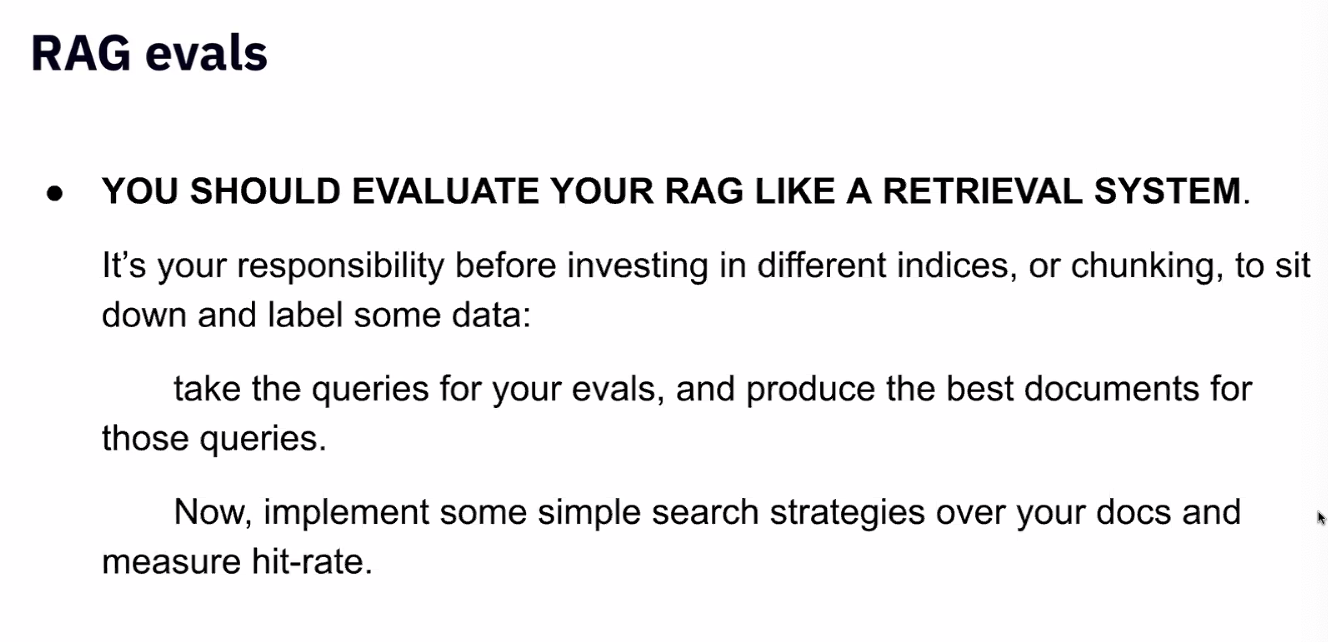 RAG evals
● YOU SHOULD EVALUATE YOUR RAG LIKE A RETRIEVAL SYSTEM.
It’s your responsibility before investing in different indices, or chunking, to sit
down and label some data:
take the queries for your evals, and produce the best documents for
those queries.
Now, implement some simple search strategies over your docs and
measure hit-rate.